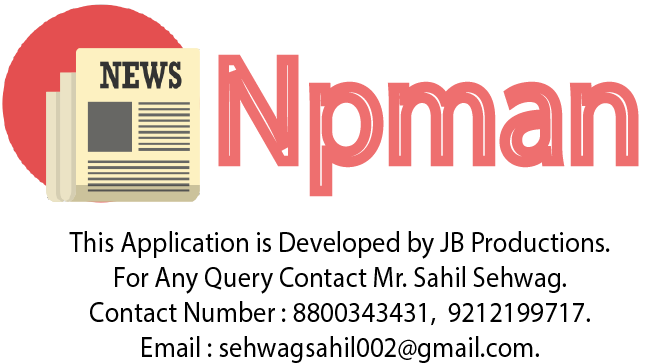 NEWS
Npman
This Application is Developed by JB Productions.
For Any Query Contact Mr. Sahil Sehwag.
Contact Number : 8800343431, 9212199717.
Email : sehwagsahil002@gmail.com.